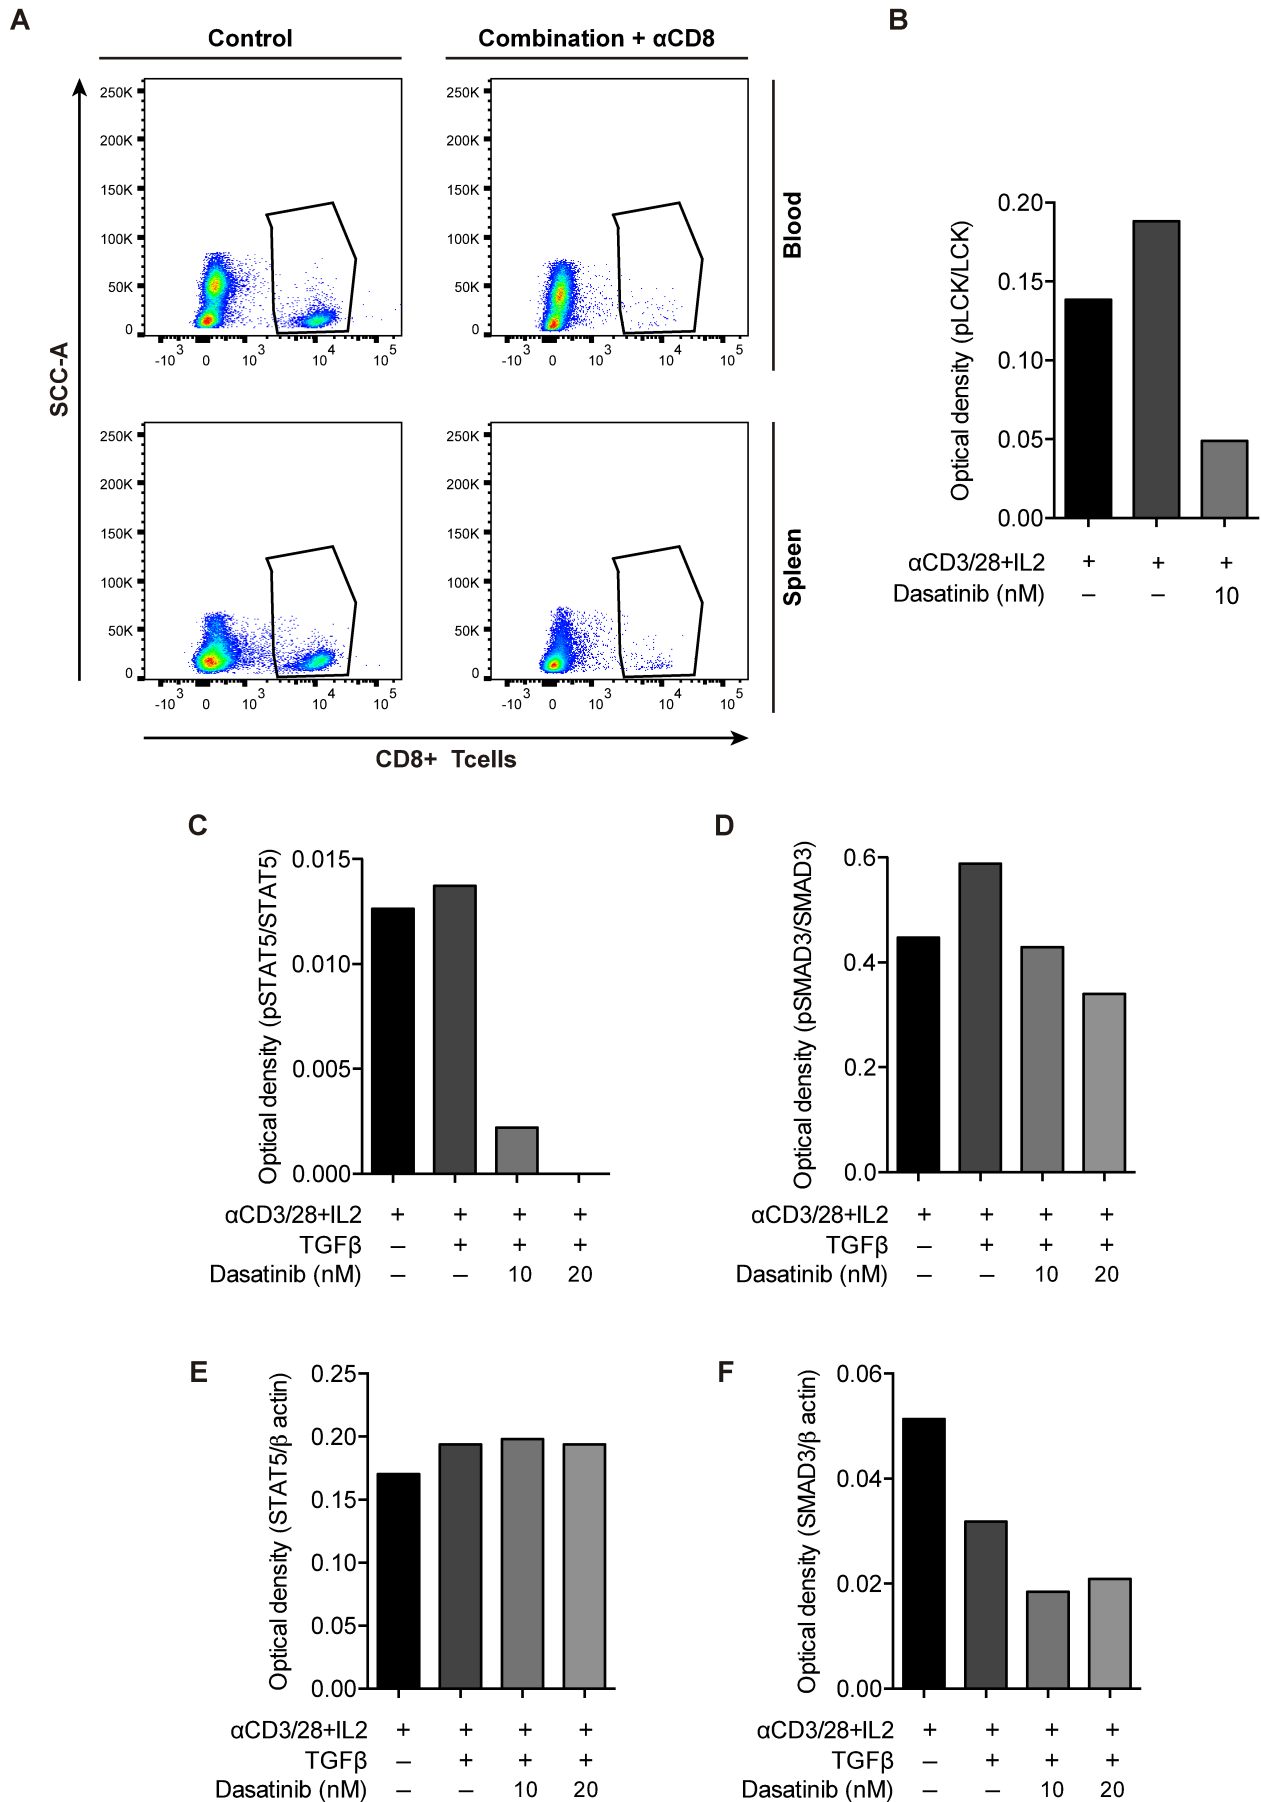 A
Control
Combination + αCD8
250K
200K
150K
100K
50K
0
-10 3
0
10 3
10 4
10 5
250K
200K
150K
100K
50K
0
-10 3
0
10 3
10 4
10 5
Blood
250K
200K
150K
100K
50K
0
-10 3
0
10 3
10 4
10 5
250K
200K
150K
100K
50K
0
-10 3
0
10 3
10 4
10 5
Spleen
SCC-A
CD8+ Tcells
B
Optical density (pLCK/LCK)
0.20
0.15
0.10
0.05
0.00
αCD3/28+IL2 + + +
Dasatinib (nM) – – 10
C
Optical density (pSTAT5/STAT5)
0.015
0.010
0.005
0.000
αCD3/28+IL2 + + + +
TGFβ – + + +
Dasatinib (nM) – – 10 20
D
Optical density (pSMAD3/SMAD3)
0.6
0.4
0.2
0.0
αCD3/28+IL2 + + + +
TGFβ – + + +
Dasatinib (nM) – – 10 20
E
Optical density (STAT5/β actin)
0.25
0.20
0.15
0.10
0.05
0.00
αCD3/28+IL2 + + + +
TGFβ – + + +
Dasatinib (nM) – – 10 20
F
Optical density (SMAD3/β actin)
0.06
0.04
0.02
0.00
αCD3/28+IL2 + + + +
TGFβ – + + +
Dasatinib (nM) – – 10 20